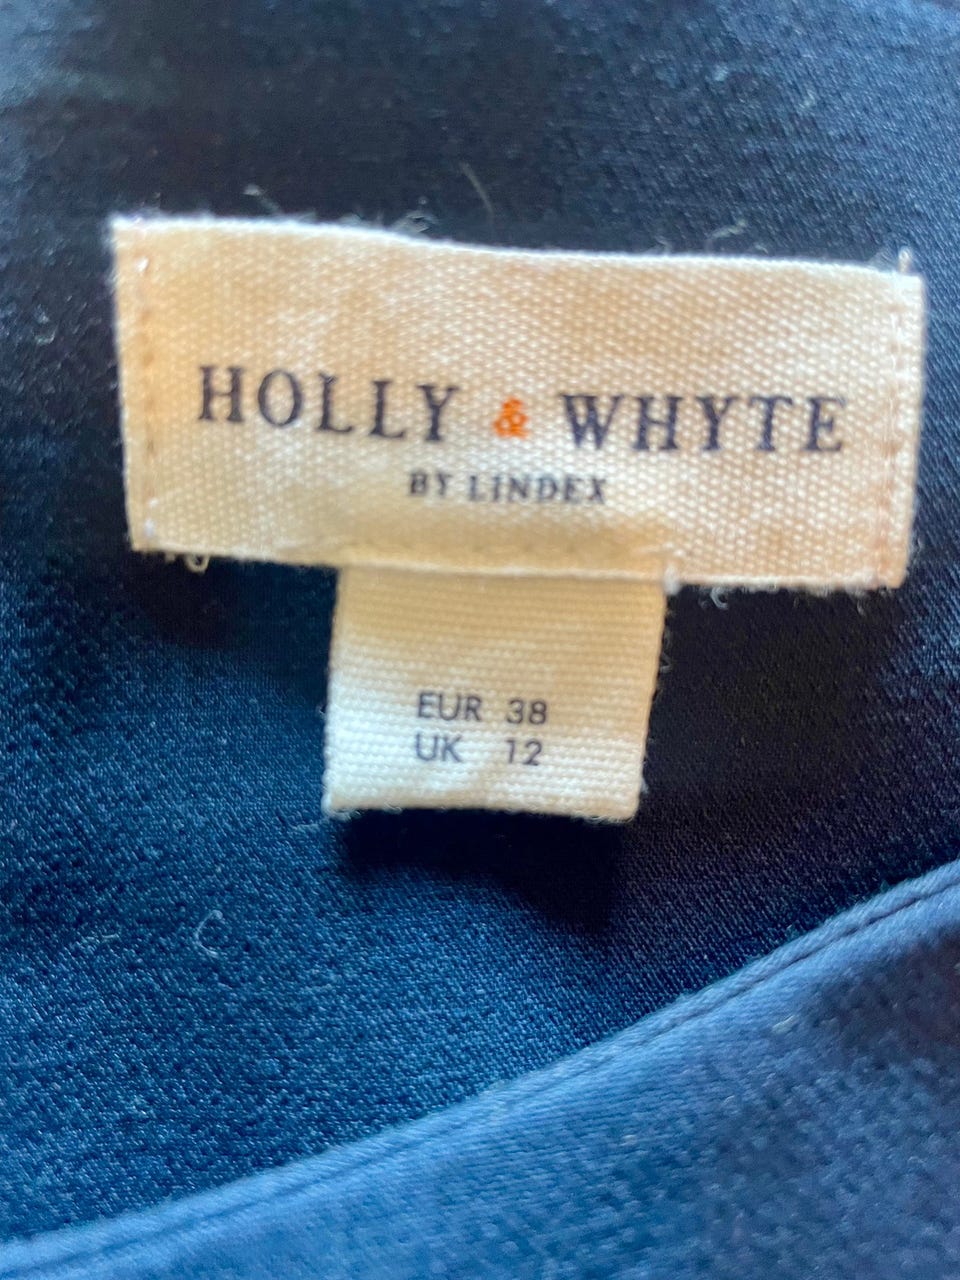 HOLLY & WHYTE
BY LINDEX
EUR 38
UK 12